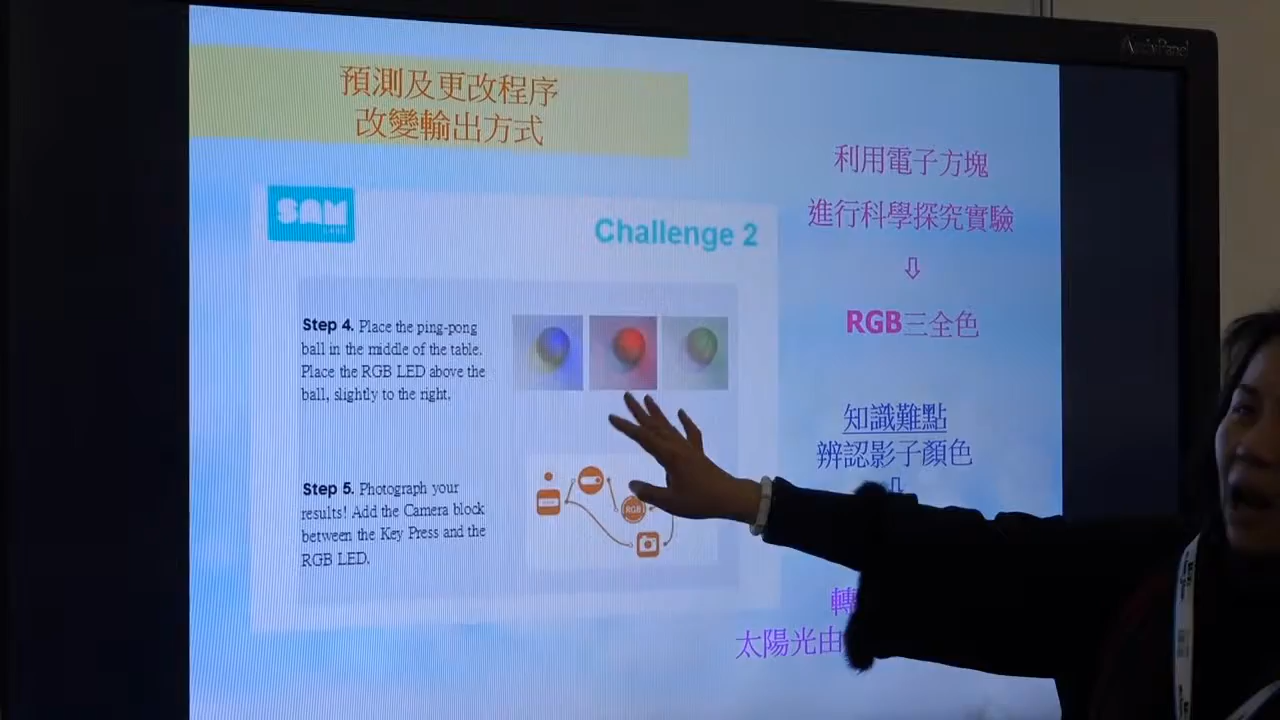 ActivPanel
預測及更改程序
改變輸出方式
SAM
LABS
Challenge 2
Step 4. Place the ping-pong
ball in the middle of the table.
Place the RGB LED above the
ball, slightly to the right.
Step 5. Photograph your
results! Add the Camera block
between the Key Press and the
RGB LED.
RGB
利用電子方塊
進行科學探究實驗
⇩
RGB三全色
知識難點
辨認影子顏色
⇩
轉
太陽光由